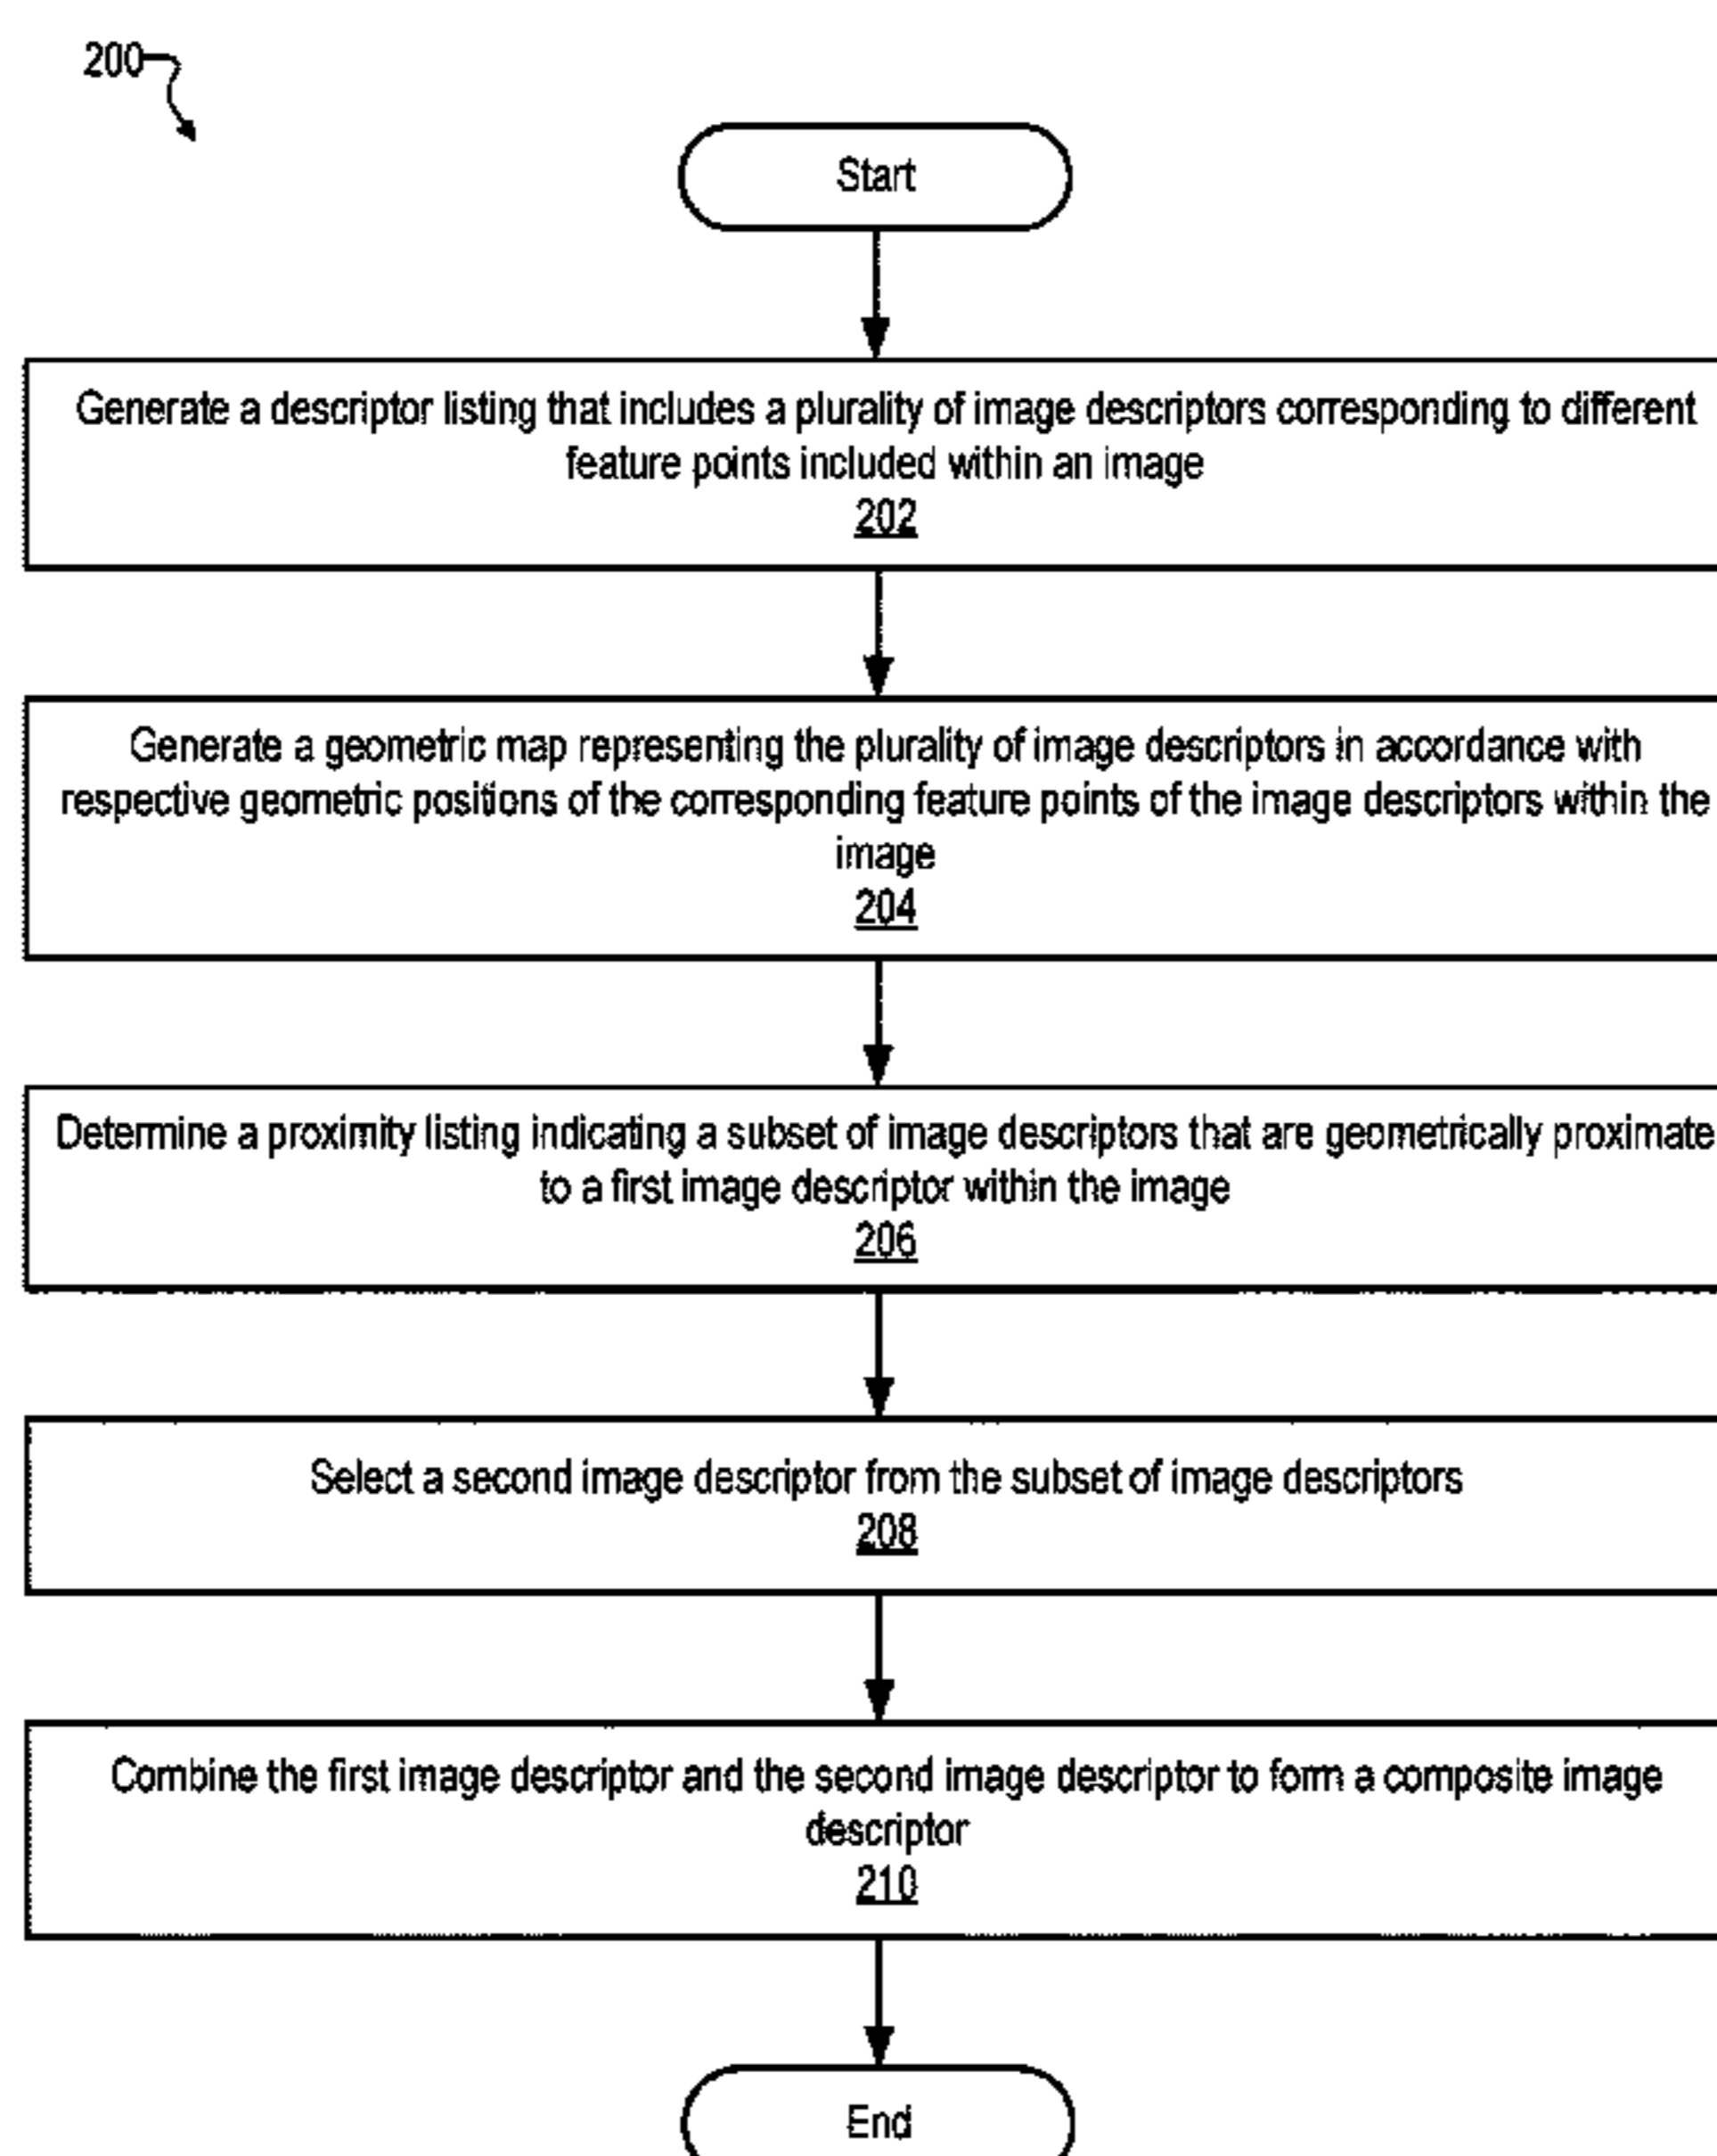 200
Start
Generate a descriptor listing that includes a plurality of image descriptors corresponding to different
feature points included within an image
202
Generate a geometric map representing the plurality of image descriptors in accordance with
respective geometric positions of the corresponding feature points of the image descriptors within the
image
204
Determine a proximity listing indicating a subset of image descriptors that are geometrically proximate
to a first image descriptor within the image
206
Select a second image descriptor from the subset of image descriptors
208
Combine the first image descriptor and the second image descriptor to form a composite image
descriptor
210
End